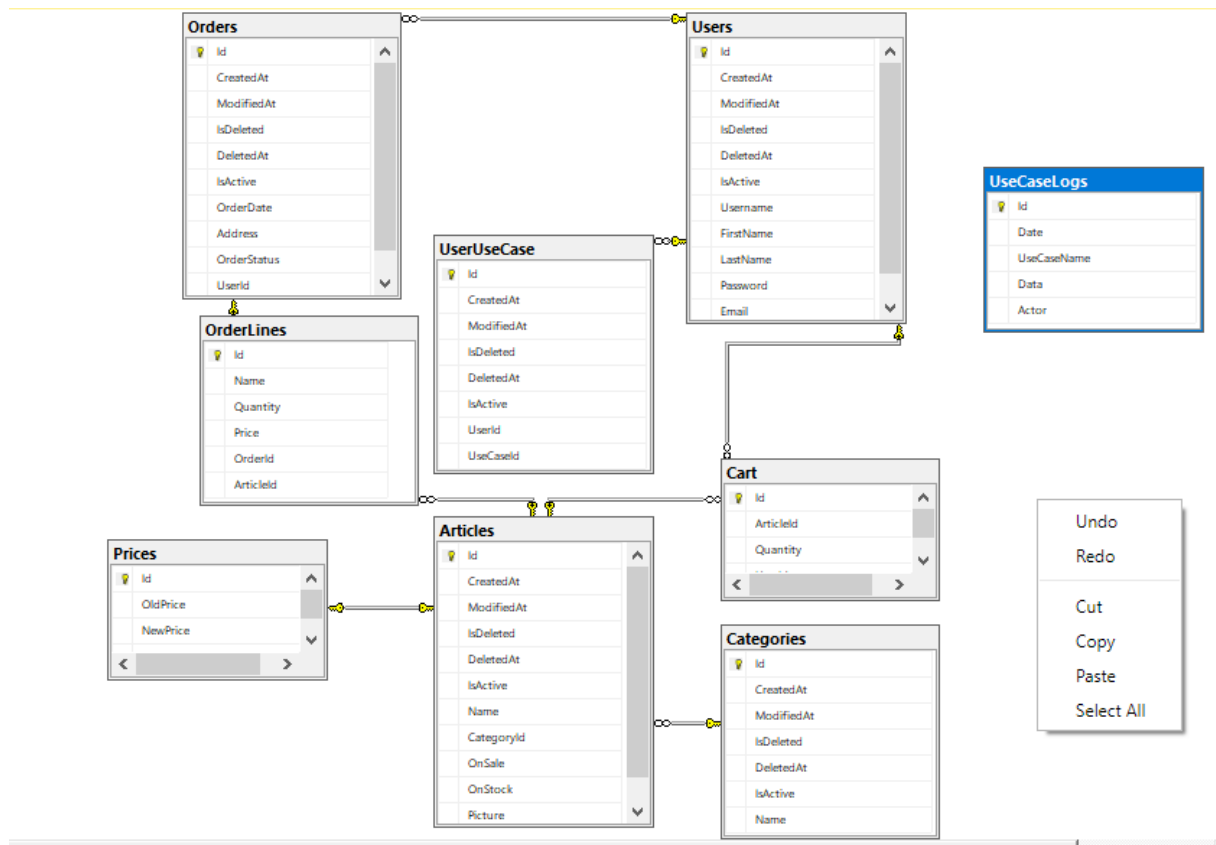 Orders
Id
CreatedAt
ModifiedAt
IsDeleted
DeletedAt
IsActive
OrderDate
Address
OrderStatus
UserId
Users
Id
CreatedAt
ModifiedAt
IsDeleted
DeletedAt
IsActive
Username
FirstName
LastName
Password
Email
UseCaseLogs
Id
Date
UseCaseName
Data
Actor
UserUseCase
Id
CreatedAt
ModifiedAt
IsDeleted
DeletedAt
IsActive
UserId
UseCaseId
OrderLines
Id
Name
Quantity
Price
OrderId
ArticleId
Cart
Id
ArticleId
Quantity
Prices
Id
OldPrice
NewPrice
Articles
Id
CreatedAt
ModifiedAt
IsDeleted
DeletedAt
IsActive
Name
CategoryId
OnSale
OnStock
Picture
Categories
Id
CreatedAt
ModifiedAt
IsDeleted
DeletedAt
IsActive
Name
Undo
Redo
Cut
Copy
Paste
Select All